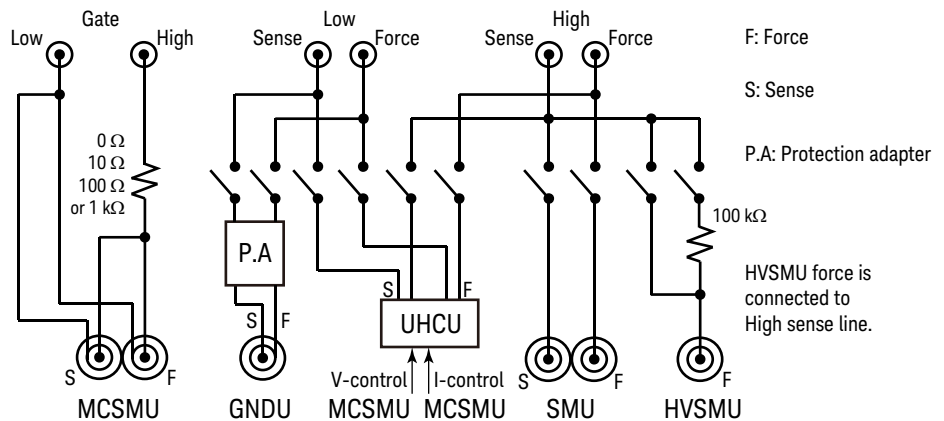 Gate
Low
High
Low
Sense
Force
High
Sense
Force
F: Force
S: Sense
P.A: Protection adapter
0 Ω
10 Ω
100 Ω
or 1 kΩ
100 kΩ
P.A
HVSMU force is
connected to
High sense line.
S
F
UHCU
S
F
S
F
V-control
I-control
S
F
F
MCSMU
GNDU
MCSMU
MCSMU
SMU
HVSMU